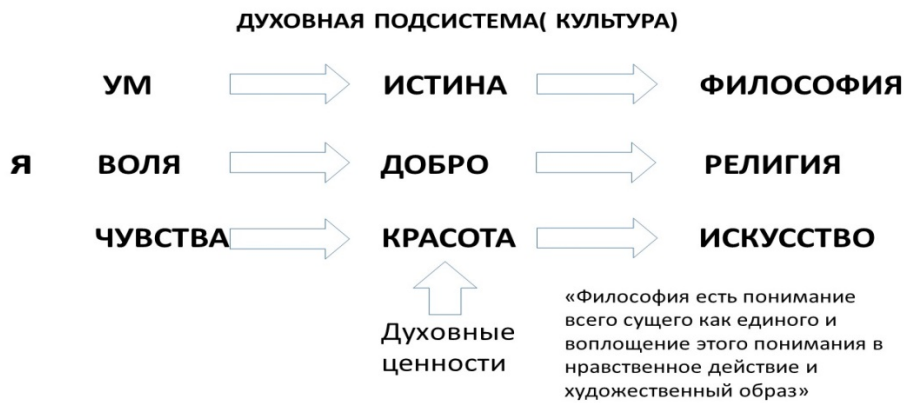 ДУХОВНАЯ ПОДСИСТЕМА( КУЛЬТУРА)
УМ ИСТИНА ФИЛОСОФИЯ
Я ВОЛЯ ДОБРО РЕЛИГИЯ
ЧУВСТВА КРАСОТА ИСКУССТВО
Духовные
ценности
«Философия есть понимание
всего сущего как единого и
воплощение этого понимания в
нравственное действие и
художественный образ»